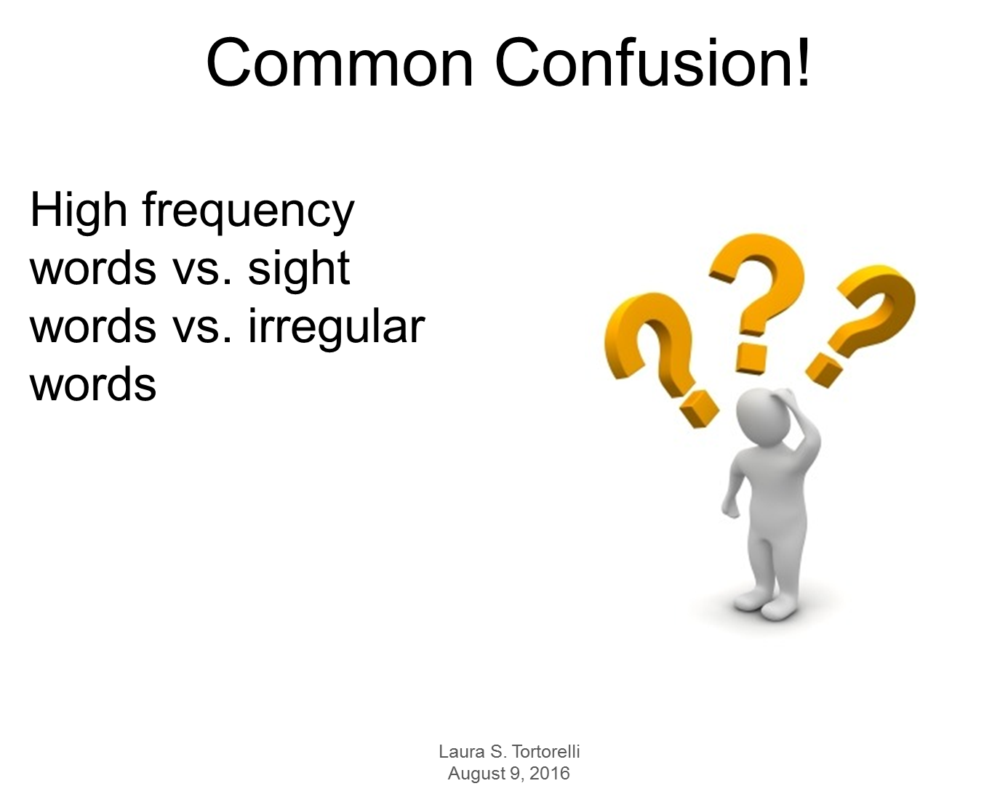 Common Confusion!
High frequency
words vs. sight
words vs. irregular
words
Laura S. Tortorelli
August 9, 2016